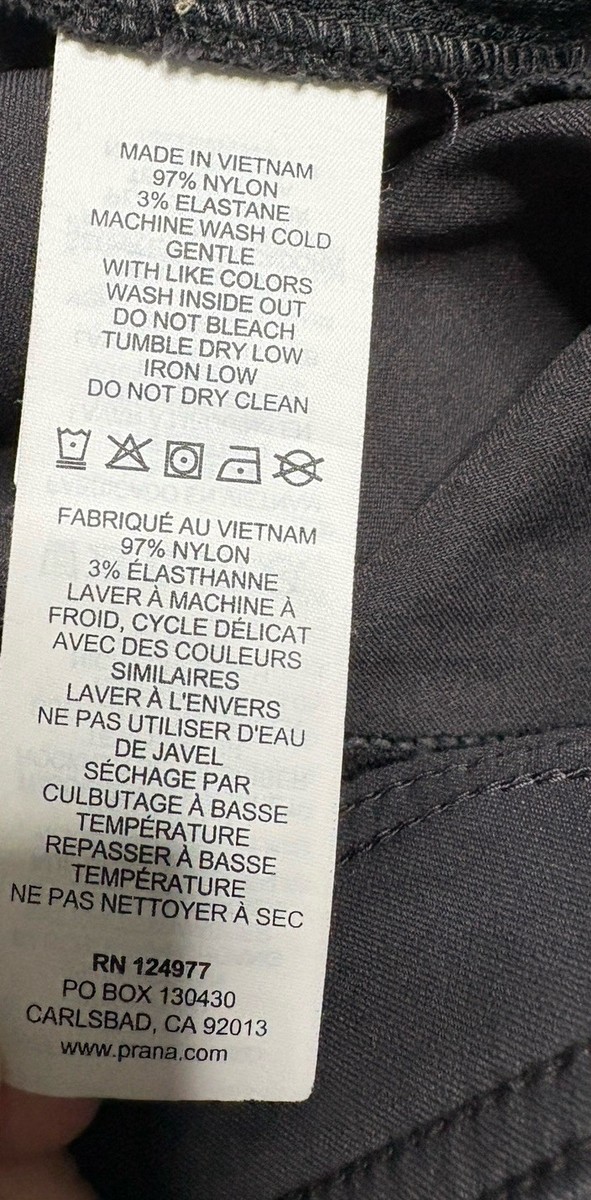 MADE IN VIETNAM
97% NYLON
3% ELASTANE
MACHINE WASH COLD
GENTLE
WITH LIKE COLORS
WASH INSIDE OUT
DO NOT BLEACH
TUMBLE DRY LOW
IRON LOW
DO NOT DRY CLEAN
FABRIQUÉ AU VIETNAM
97% NYLON
3% ÉLASTHANNE
LAVER À MACHINE À
FROID, CYCLE DÉLICAT
AVEC DES COULEURS
SIMILAIRES
LAVER À L'ENVERS
NE PAS UTILISER D'EAU
DE JAVEL
SÉCHAGE PAR
CULBUTAGE À BASSE
TEMPÉRATURE
REPASSER À BASSE
TEMPÉRATURE
NE PAS NETTOYER À SEC
RN 124977
PO BOX 130430
CARLSBAD, CA 92013
www.prana.com